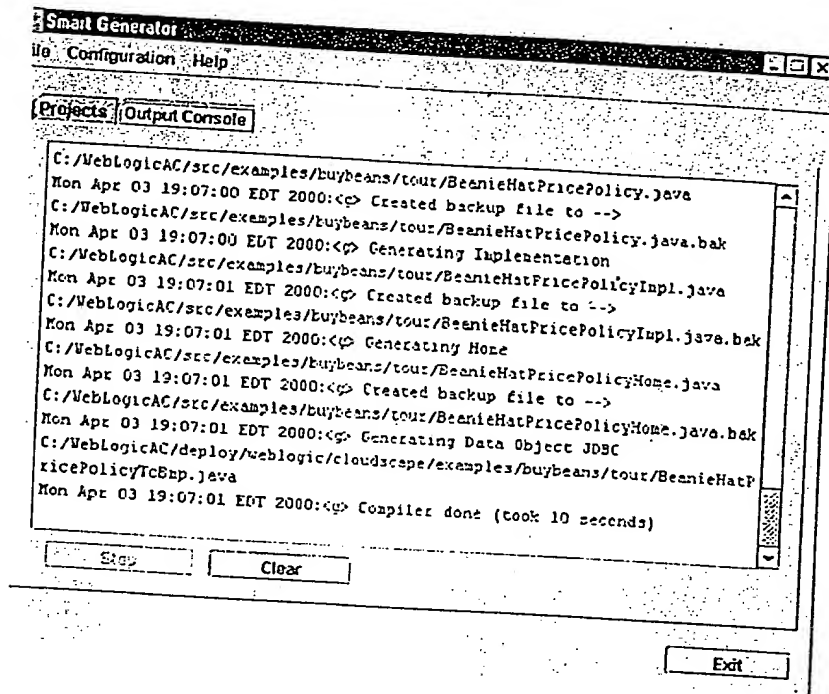 Smart Generator
ile Configuration Help
Projects Output Console
C:/WebLogicAC/src/examples/buybeans/tour/BeanieHatPricePolicy.java
Mon Apr 03 19:07:00 EDT 2000:<g> Created backup file to -->
C:/WebLogicAC/src/examples/buybeans/tour/BeanieHatPricePolicy.java.bak
Mon Apr 03 19:07:00 EDT 2000:<g> Generating Implementation
C:/WebLogicAC/src/examples/buybeans/tour/BeanieHatPricePolicyImpl.java
Mon Apr 03 19:07:01 EDT 2000:<g> Created backup file to -->
C:/WebLogicAC/src/examples/buybeans/tour/BeanieHatPricePolicyImpl.java.bak
Mon Apr 03 19:07:01 EDT 2000:<g> Generating Home
C:/WebLogicAC/src/examples/buybeans/tour/BeanieHatPricePolicyHome.java
Mon Apr 03 19:07:01 EDT 2000:<g> Created backup file to -->
C:/WebLogicAC/src/examples/buybeans/tour/BeanieHatPricePolicyHome.java.bak
Mon Apr 03 19:07:01 EDT 2000:<g> Generating Data Object JDBC
C:/WebLogicAC/deploy/weblogic/cloudscape/examples/buybeans/tour/BeanieHatP
ricePolicyTcBmp.java
Mon Apr 03 19:07:01 EDT 2000:<g> Compiler done (took 10 seconds)
Stop Clear
Exit